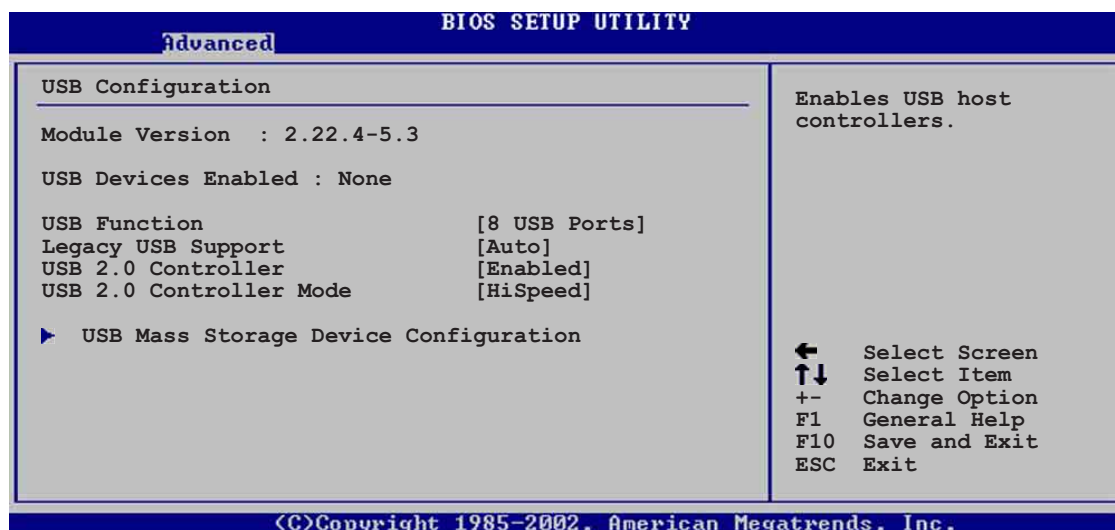 BIOS SETUP UTILITY
Advanced
USB Configuration
Module Version : 2.22.4-5.3
USB Devices Enabled : None
USB Function [8 USB Ports]
Legacy USB Support [Auto]
USB 2.0 Controller [Enabled]
USB 2.0 Controller Mode [HiSpeed]
USB Mass Storage Device Configuration
Enables USB host
controllers.
← Select Screen
↑↓ Select Item
+- Change Option
F1 General Help
F10 Save and Exit
ESC Exit
(C)Copyright 1985-2002, American Megatrends, Inc.